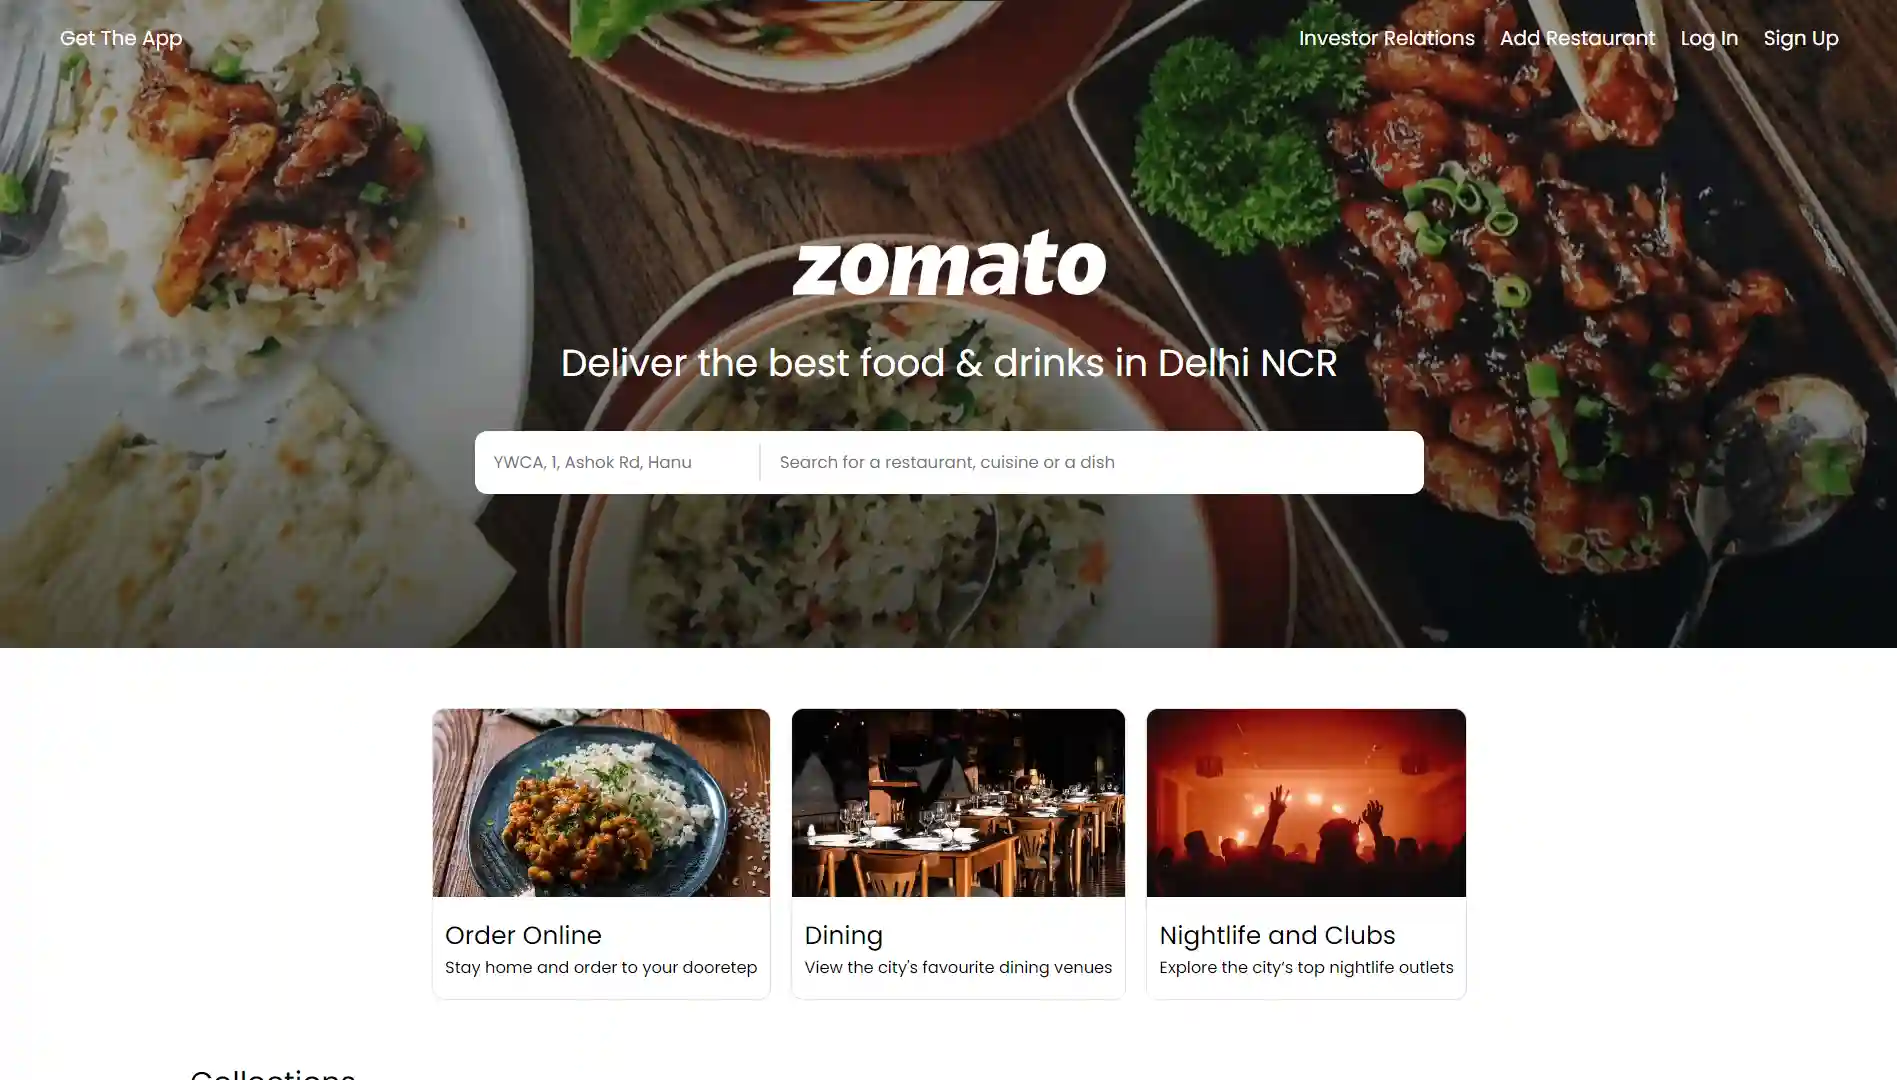 Get The App
Investor Relations
Add Restaurant
Log In
Sign Up
zomato
Deliver the best food & drinks in Delhi NCR
YWCA, 1, Ashok Rd, Hanu
Search for a restaurant, cuisine or a dish
Order Online
Stay home and order to your dooretep
Dining
View the city's favourite dining venues
Nightlife and Clubs
Explore the city’s top nightlife outlets
Collections